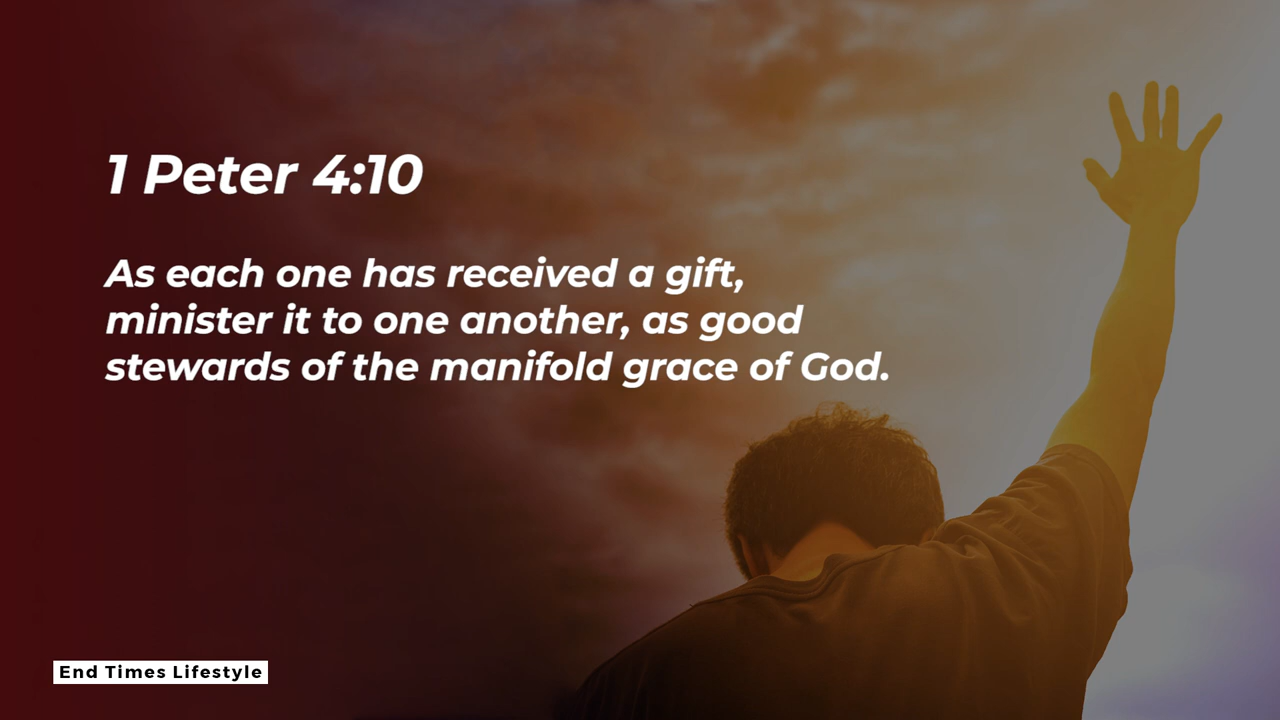 1 Peter 4:10
As each one has received a gift,
minister it to one another, as good
stewards of the manifold grace of God.
End Times Lifestyle